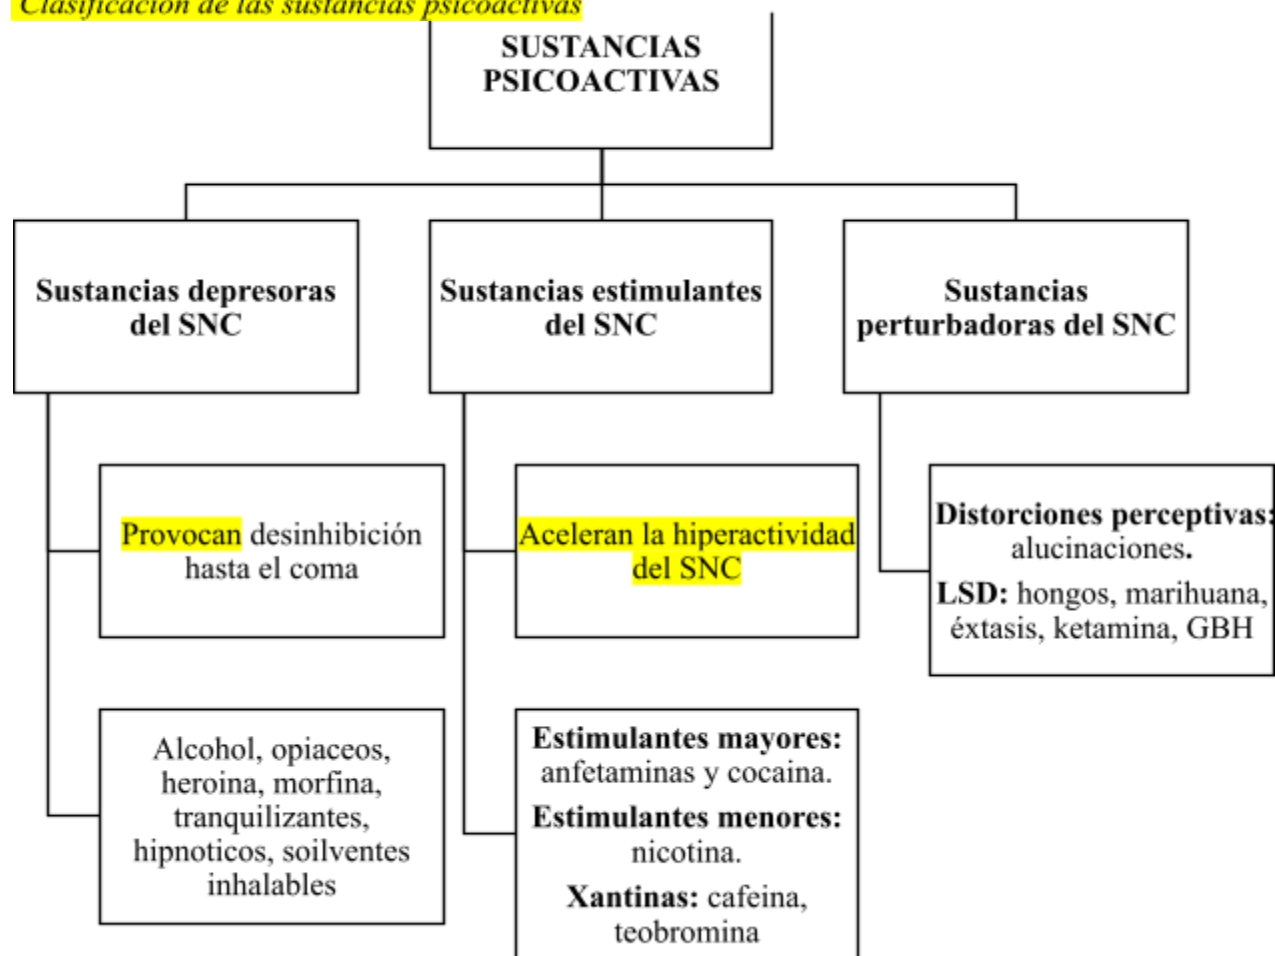 Clasificación de las sustancias psicoactivas
SUSTANCIAS
PSICOACTIVAS
Sustancias depresoras
del SNC
Sustancias estimulantes
del SNC
Sustancias
perturbadoras del SNC
Provocan desinhibición
hasta el coma
Aceleran la hiperactividad
del SNC
Distorciones perceptivas:
alucinaciones.
LSD: hongos, marihuana,
éxtasis, ketamina, GBH
Alcohol, opiaceos,
heroina, morfina,
tranquilizantes,
hipnoticos, soilventes
inhalables
Estimulantes mayores:
anfetaminas y cocaina.
Estimulantes menores:
nicotina.
Xantinas: cafeina,
teobromina